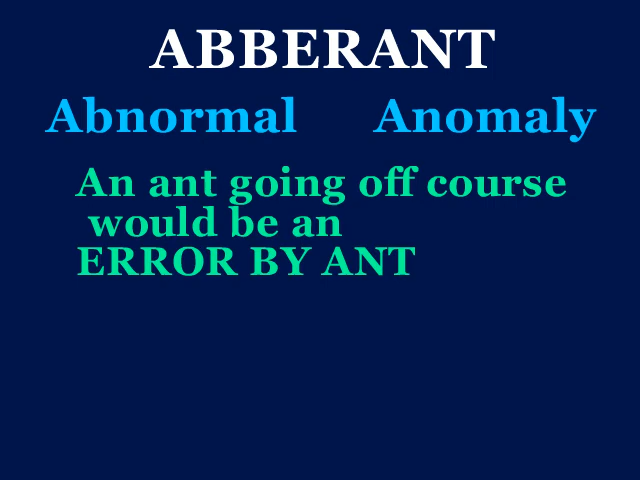 ABBERANT
Abnormal Anomaly
An ant going off course
would be an
ERROR BY ANT